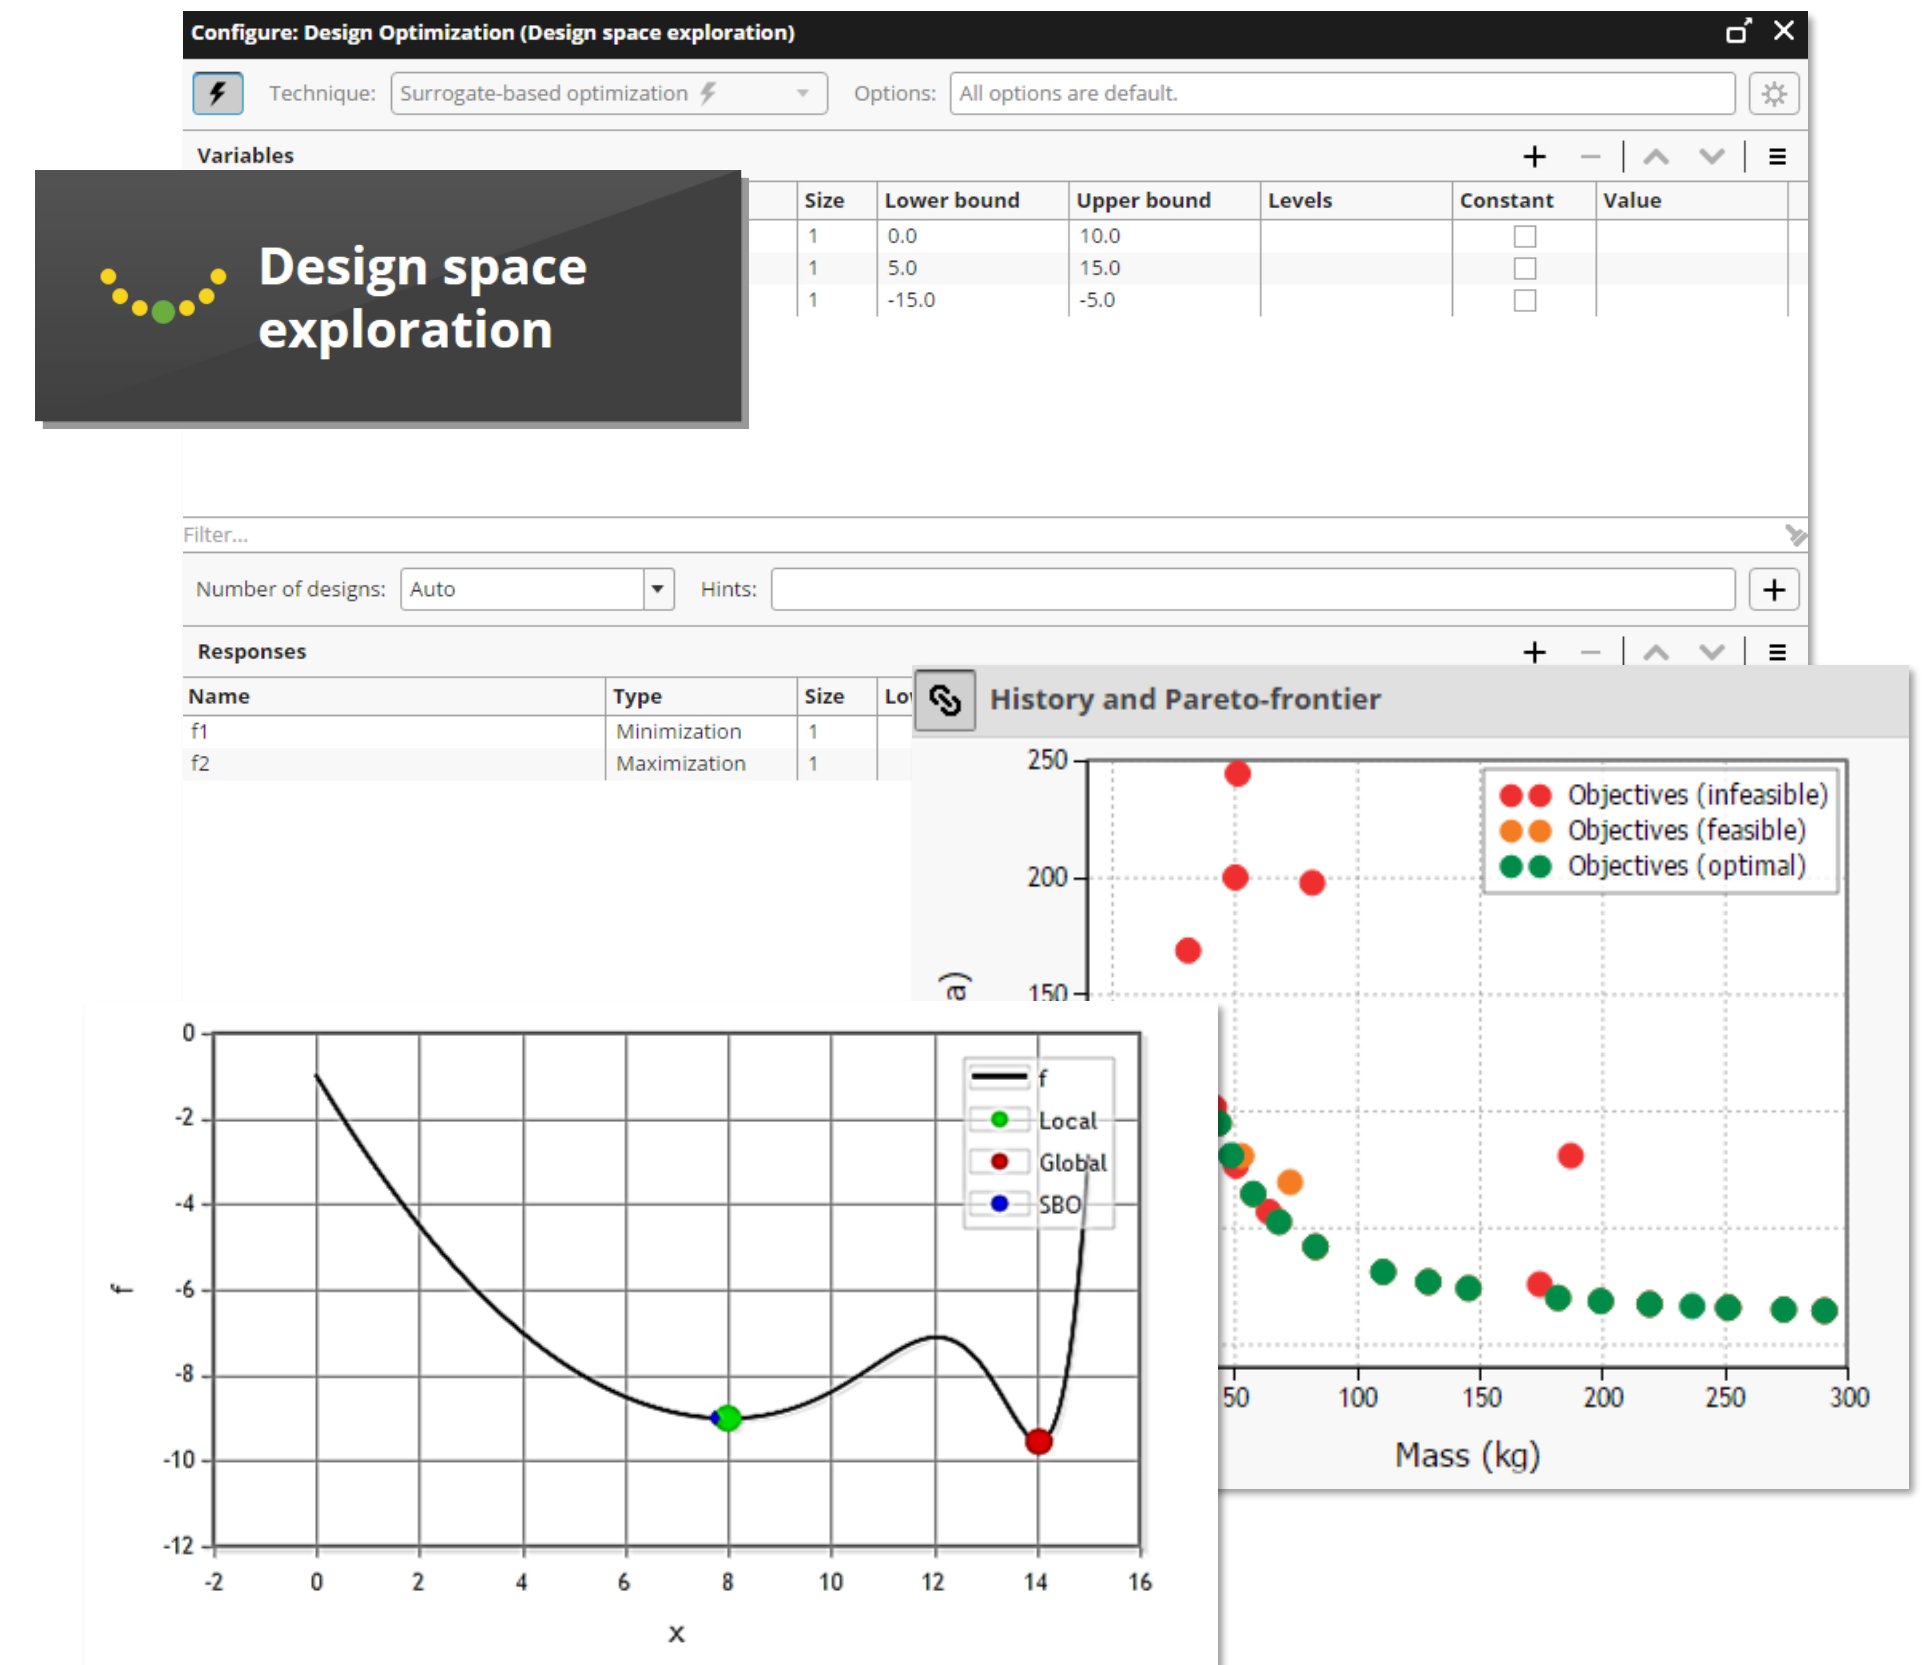 Configure: Design Optimization (Design space exploration)
Technique: Surrogate-based optimization Options: All options are default.
Variables
Size Lower bound Upper bound Levels Constant Value
1 0.0 10.0
1 5.0 15.0
1 -15.0 -5.0
Design space
exploration
Filter...
Number of designs: Auto Hints:
Responses
Name Type Size
f1 Minimization 1
f2 Maximization 1
History and Pareto-frontier
250
200
150
Objectives (infeasible)
Objectives (feasible)
Objectives (optimal)
50 100 150 200 250 300
Mass (kg)
0
-2
-4
-6
-8
-10
-12
f
f
Local
Global
SBO
-2 0 2 4 6 8 10 12 14 16
x